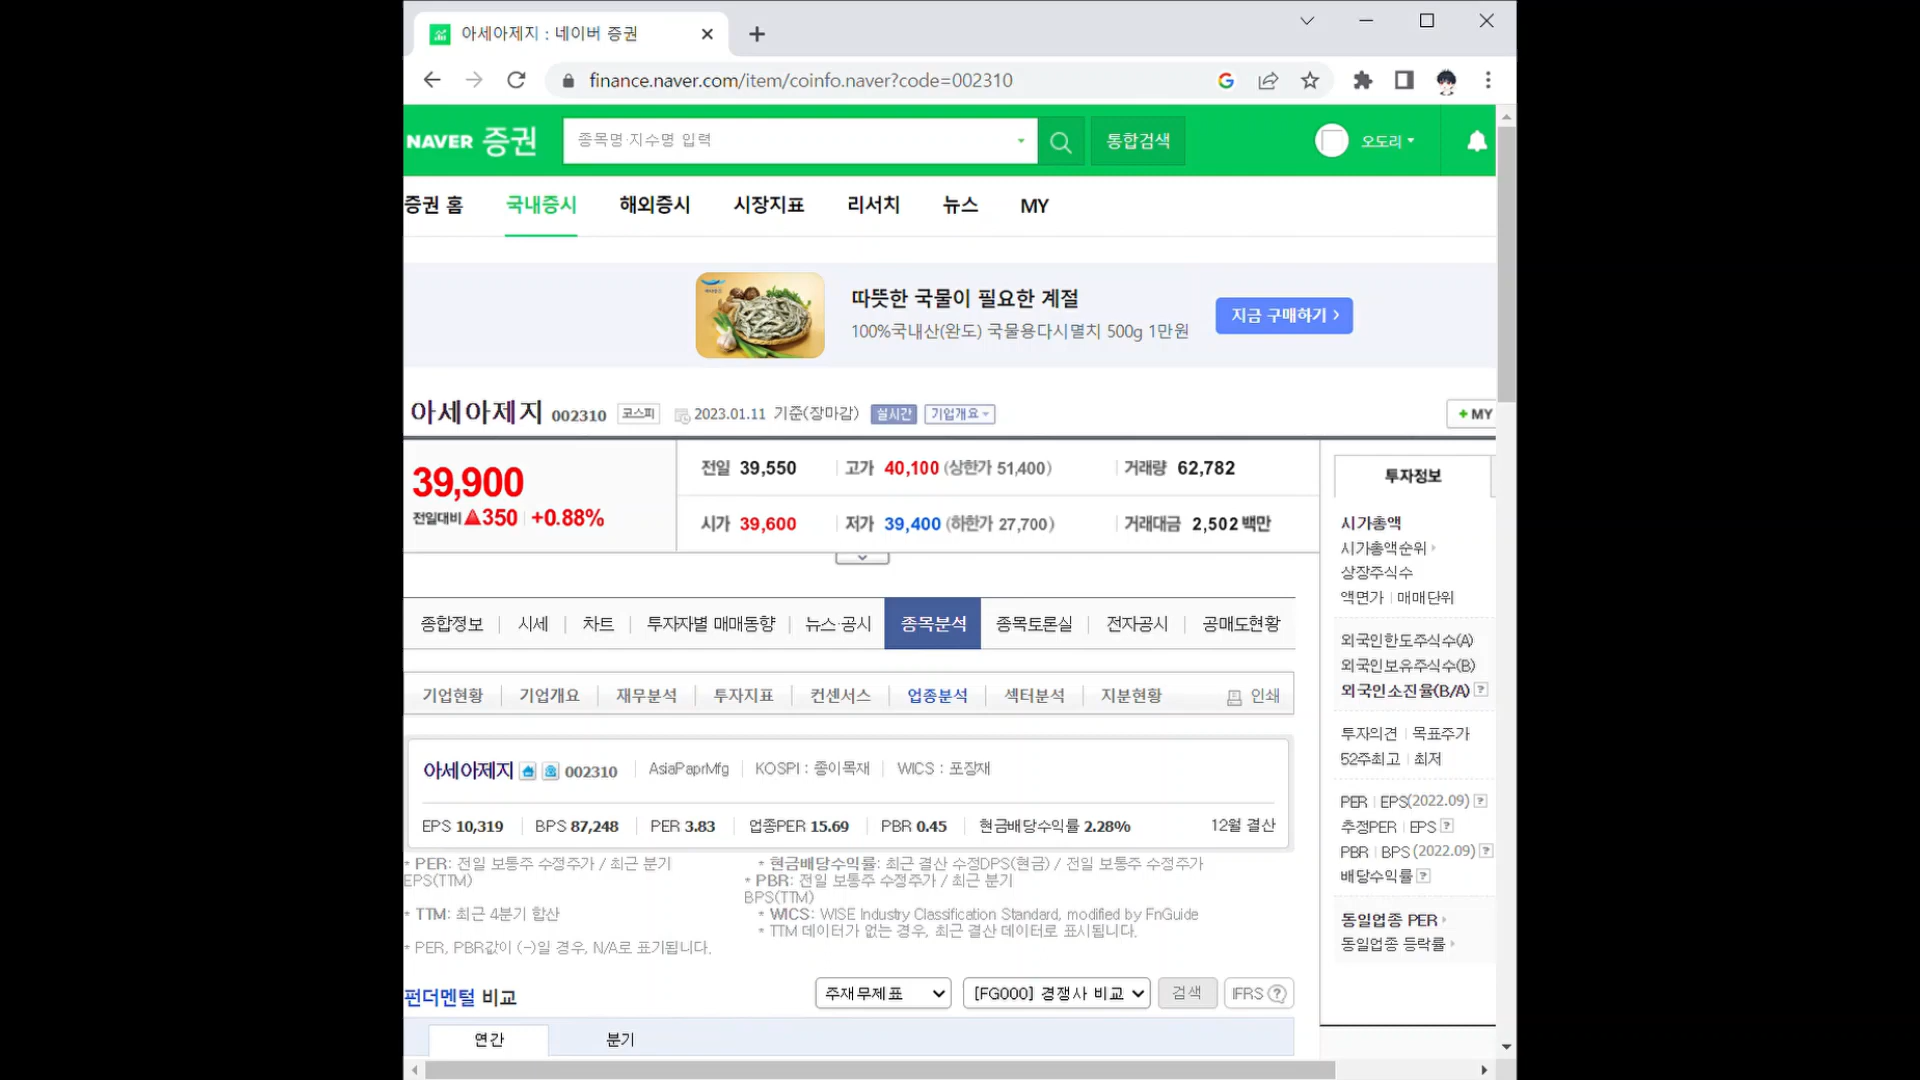 아세아제지 : 네이버 증권
finance.naver.com/item/coinfo.naver?code=002310
NAVER 증권 종목명·지수명 입력 통합검색 오도리
증권 홈 국내증시 해외증시 시장지표 리서치 뉴스 MY
따뜻한 국물이 필요한 계절
100%국내산(완도) 국물용다시멸치 500g 1만원
지금 구매하기 >
아세아제지 002310 코스피 2023.01.11 기준(장마감) 실시간 기업개요 + MY
39,900
전일대비 ▲350 +0.88%
전일 39,550 고가 40,100 (상한가 51,400) 거래량 62,782
시가 39,600 저가 39,400 (하한가 27,700) 거래대금 2,502 백만
종합정보 시세 차트 투자자별 매매동향 뉴스·공시 종목분석 종목토론실 전자공시 공매도현황
기업현황 기업개요 재무분석 투자지표 컨센서스 업종분석 섹터분석 지분현황 인쇄
아세아제지 002310 AsiaPaprMfg KOSPI : 종이목재 WICS : 포장재
EPS 10,319 BPS 87,248 PER 3.83 업종PER 15.69 PBR 0.45 현금배당수익률 2.28% 12월 결산
* PER: 전일 보통주 수정주가 / 최근 분기
EPS(TTM)
* TTM: 최근 4분기 합산
* PER, PBR값이 (-)일 경우, N/A로 표기됩니다.
* 현금배당수익률: 최근 결산 수정DPS(현금) / 전일 보통주 수정주가
* PBR: 전일 보통주 수정주가 / 최근 분기
BPS(TTM)
* WICS: WISE Industry Classification Standard, modified by FnGuide
* TTM 데이터가 없는 경우, 최근 결산 데이터로 표시됩니다.
펀더멘털 비교 주재무제표 [FG000] 경쟁사 비교 검색 IFRS ?
연간 분기
투자정보
시가총액
시가총액순위
상장주식수
액면가 | 매매단위
외국인한도주식수(A)
외국인보유주식수(B)
외국인소진율(B/A) ?
투자의견 | 목표주가
52주최고 | 최저
PER | EPS(2022.09) ?
추정PER | EPS ?
PBR | BPS (2022.09) ?
배당수익률 ?
동일업종 PER
동일업종 등락률